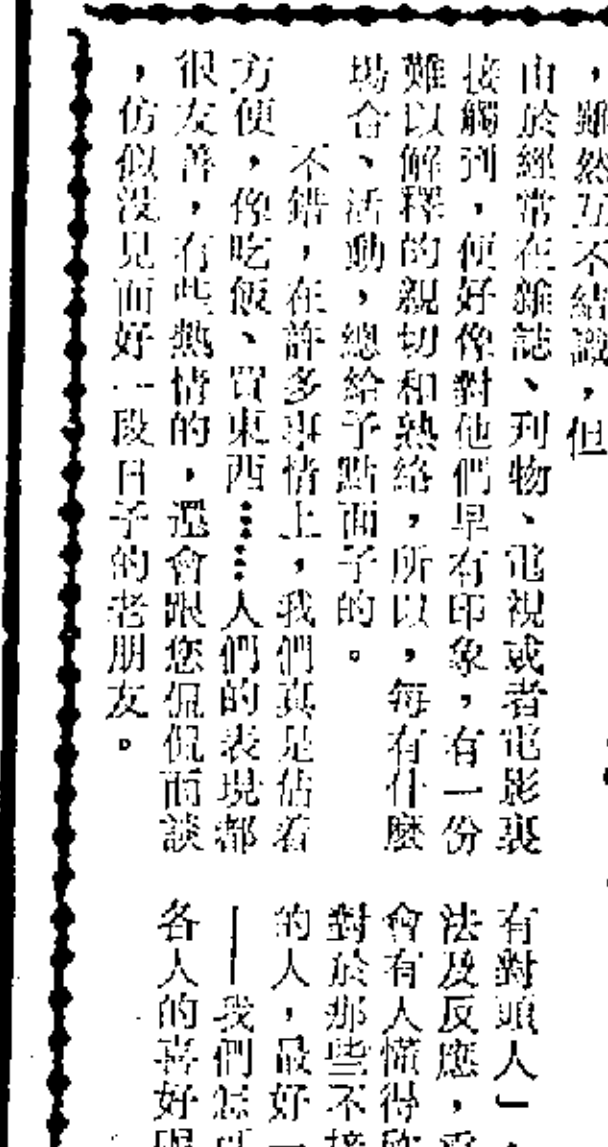 ，雖然互不結識，但
由於經常在雜誌、刋物、電視或者電影裏
接觸到，便好像對他們早有印象，有一份
難以解釋的親切和熟絡，所以，每有什麽
場合、活動，總給予點面子的。
不錯，在許多事情上，我們真是佔着
方便，像吃飯、買東西……人們的表現都
很友善，有些熱情的，還會跟您侃侃而談
，仿似沒見面好一段日子的老朋友。
有對頭人」，
法及反應，
會有人懂得
對於那些不接
的人，最好一
——我們怎可
各人的喜好